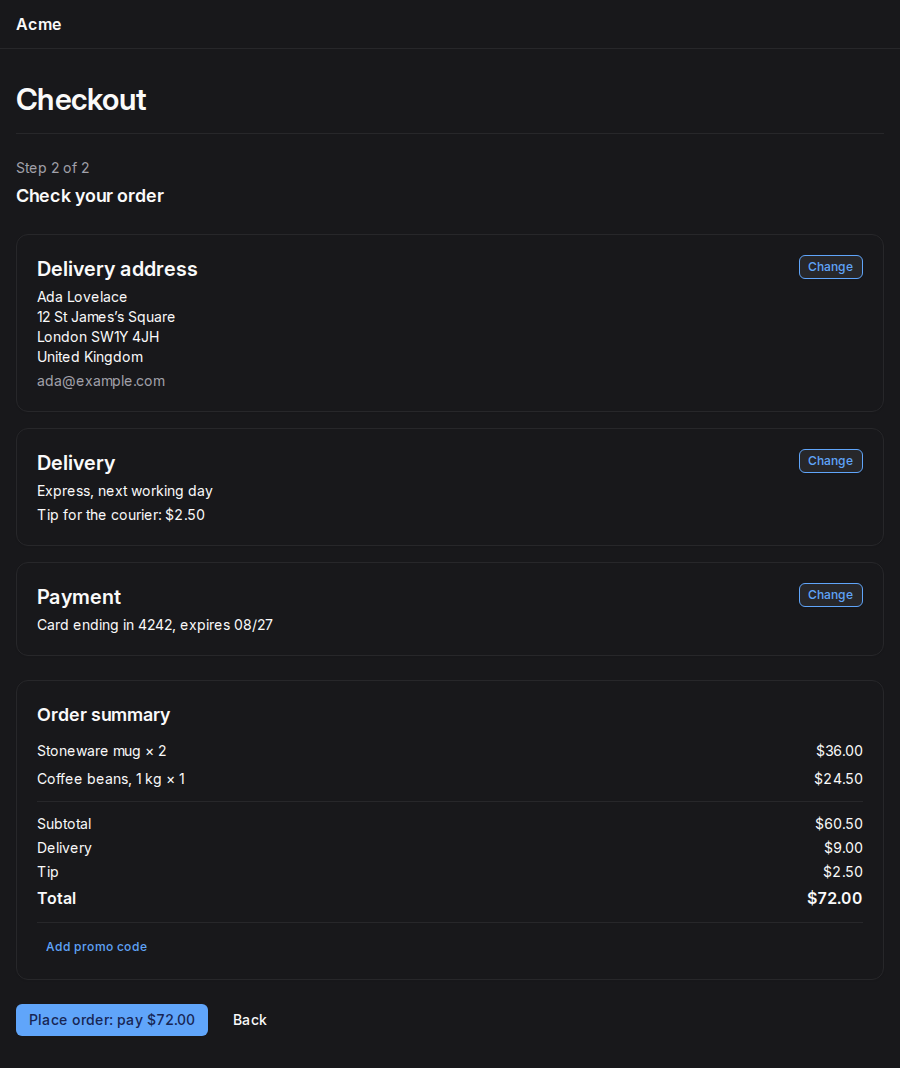 Acme
Checkout
Step 2 of 2
Check your order
Delivery address
Change
Ada Lovelace
12 St James’s Square
London SW1Y 4JH
United Kingdom
ada@example.com
Delivery
Change
Express, next working day
Tip for the courier: $2.50
Payment
Change
Card ending in 4242, expires 08/27
Order summary
Stoneware mug × 2 $36.00
Coffee beans, 1 kg × 1 $24.50
Subtotal $60.50
Delivery $9.00
Tip $2.50
Total $72.00
Add promo code
Place order: pay $72.00 Back